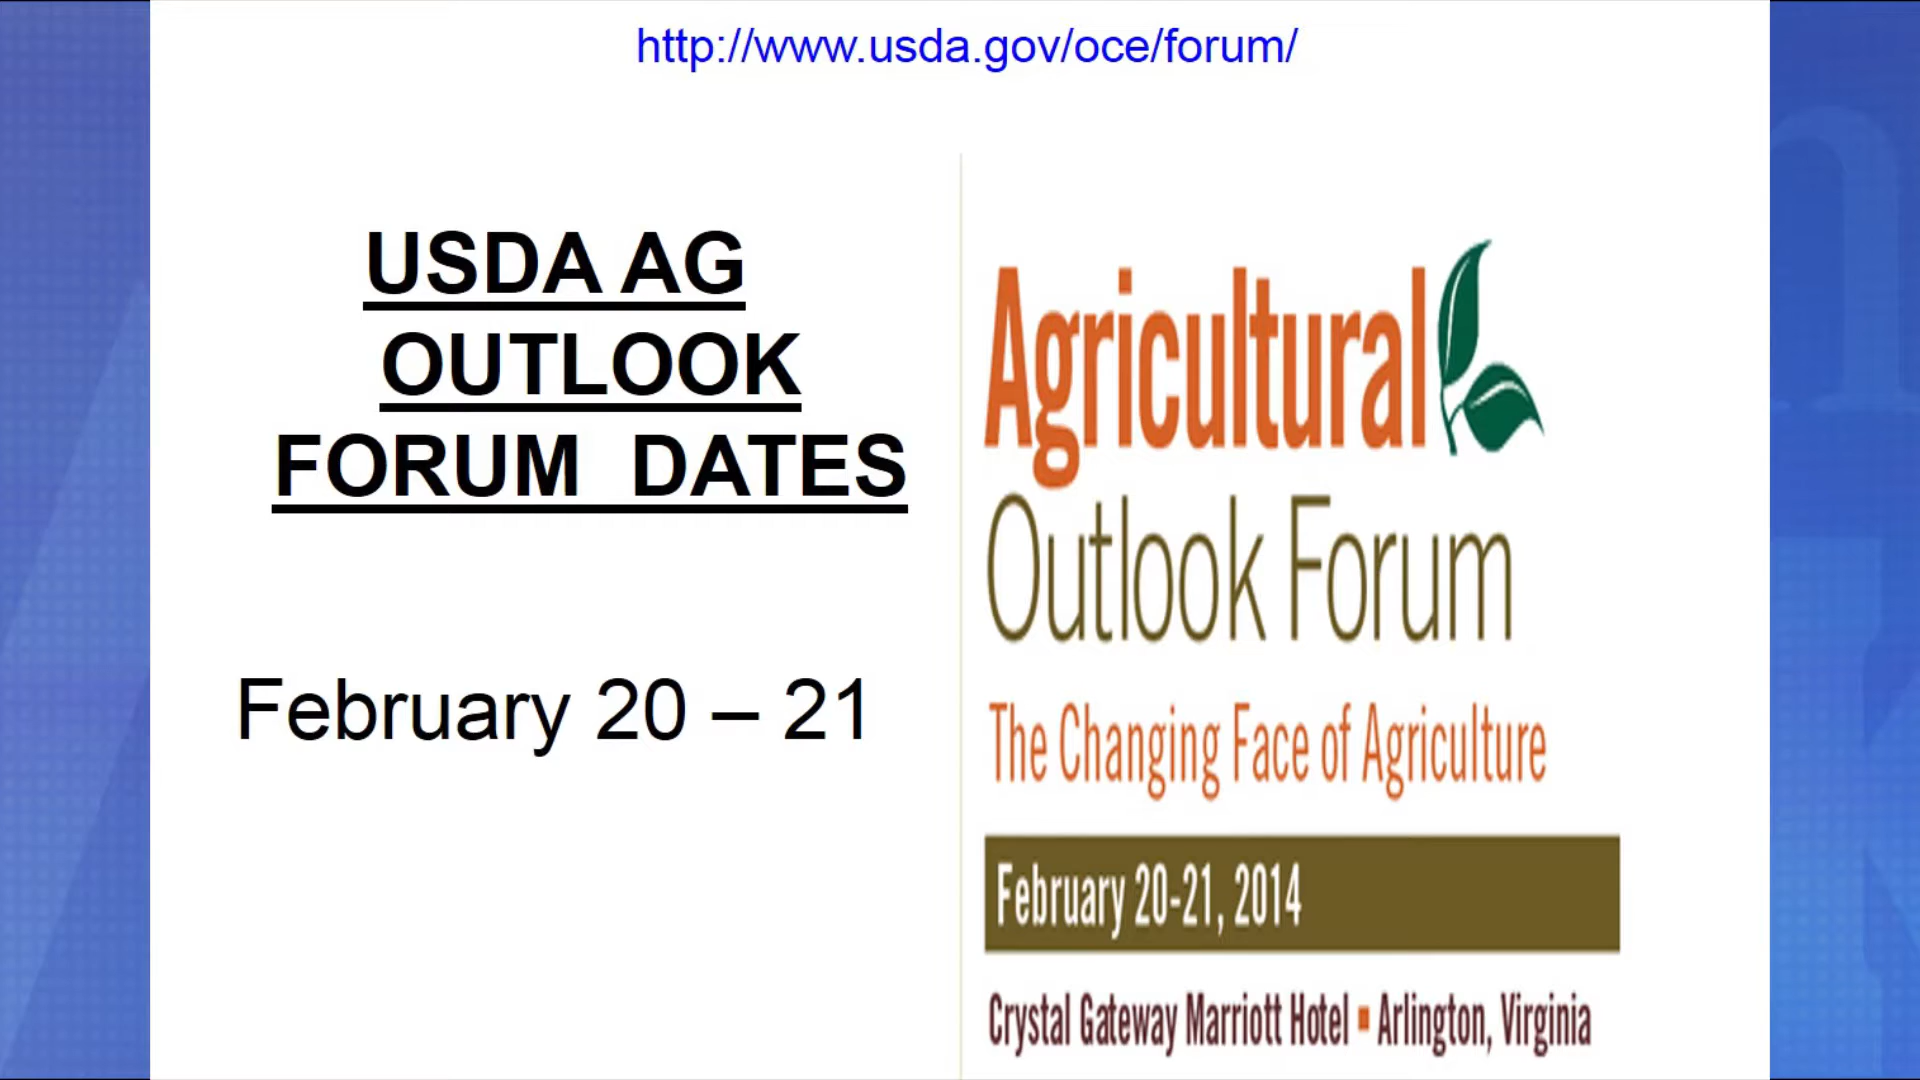 http://www.usda.gov/oce/forum/
USDA AG
OUTLOOK
FORUM DATES
February 20 – 21
Agricultural
Outlook Forum
The Changing Face of Agriculture
February 20-21, 2014
Crystal Gateway Marriott Hotel ▪ Arlington, Virginia